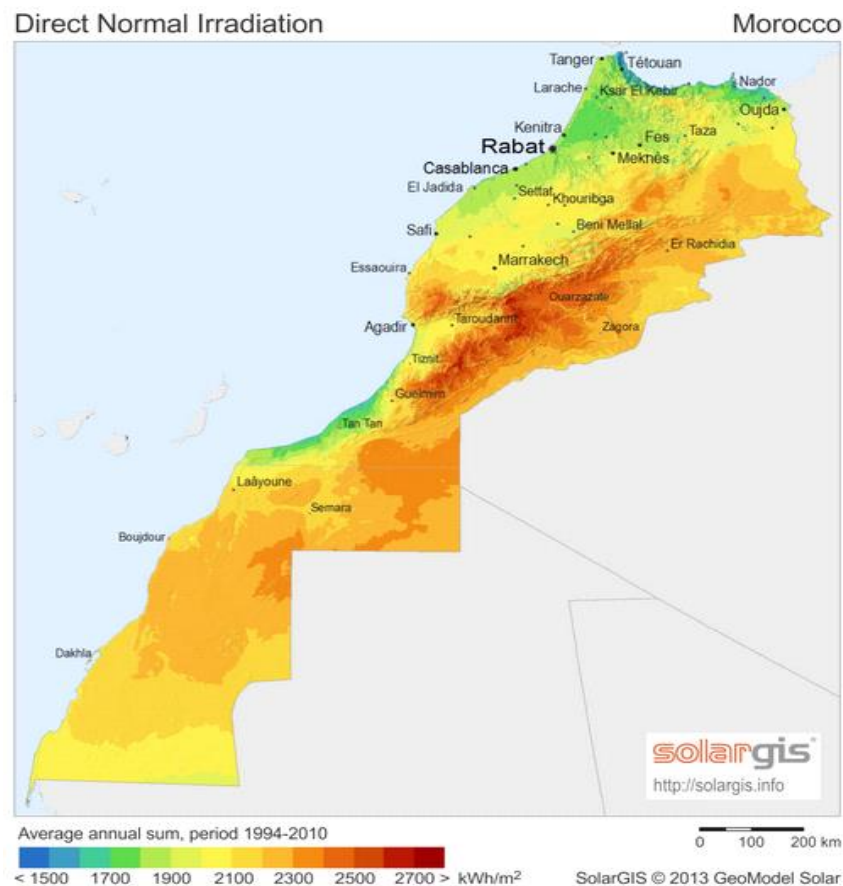 Direct Normal Irradiation
Morocco
Tanger
Tétouan
Larache
Ksar El Kebir
Nador
Oujda
Kenitra
Fes
Taza
Rabat
Meknès
Casablanca
El Jadida
Settat
Khouribga
Safi
Beni Mellal
Er Rachidia
Essaouira
Marrakech
Ouarzazate
Agadir
Taroudannt
Zagora
Tiznit
Guelmim
Tan Tan
Laâyoune
Semara
Boujdour
Dakhla
solargis
http://solargis.info
Average annual sum, period 1994-2010
0 100 200 km
< 1500 1700 1900 2100 2300 2500 2700 > kWh/m²
SolarGIS © 2013 GeoModel Solar